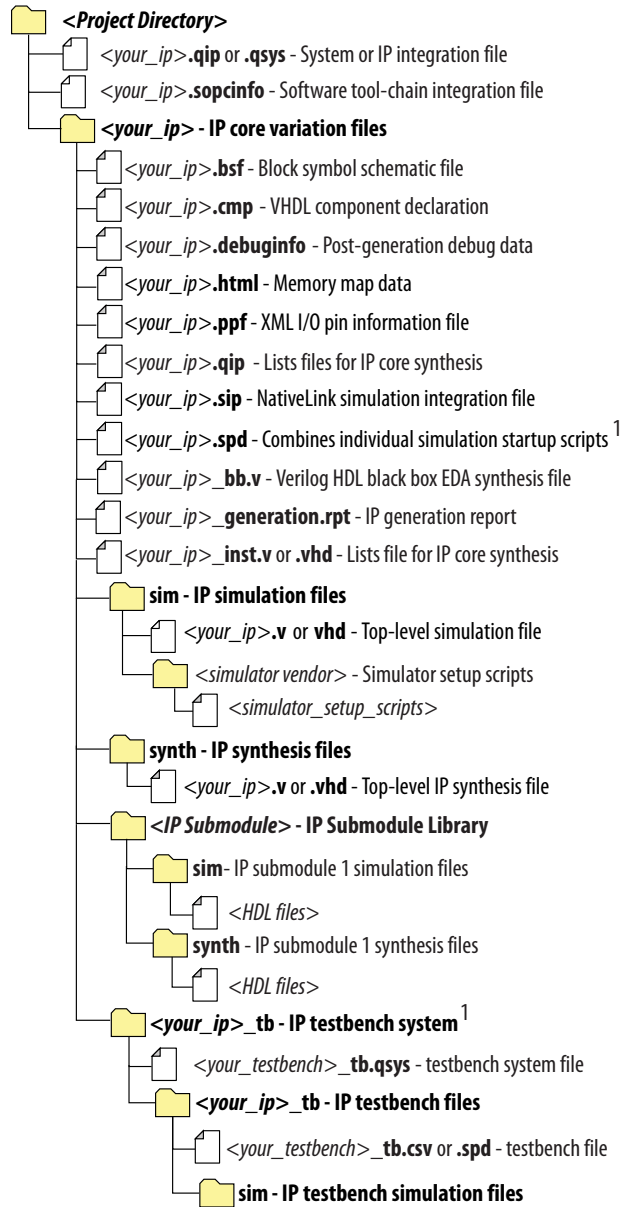 <Project Directory>
<your_ip>.qip or .qsys - System or IP integration file
<your_ip>.sopcinfo - Software tool-chain integration file
<your_ip> - IP core variation files
<your_ip>.bsf - Block symbol schematic file
<your_ip>.cmp - VHDL component declaration
<your_ip>.debuginfo - Post-generation debug data
<your_ip>.html - Memory map data
<your_ip>.ppf - XML I/O pin information file
<your_ip>.qip - Lists files for IP core synthesis
<your_ip>.sip - NativeLink simulation integration file
<your_ip>.spd - Combines individual simulation startup scripts 1
<your_ip>_bb.v - Verilog HDL black box EDA synthesis file
<your_ip>_generation.rpt - IP generation report
<your_ip>_inst.v or .vhd - Lists file for IP core synthesis
sim - IP simulation files
<your_ip>.v or vhd - Top-level simulation file
<simulator vendor> - Simulator setup scripts
<simulator_setup_scripts>
synth - IP synthesis files
<your_ip>.v or .vhd - Top-level IP synthesis file
<IP Submodule> - IP Submodule Library
sim- IP submodule 1 simulation files
<HDL files>
synth - IP submodule 1 synthesis files
<HDL files>
<your_ip>_tb - IP testbench system 1
<your_testbench>_tb.qsys - testbench system file
<your_ip>_tb - IP testbench files
<your_testbench>_tb.csv or .spd - testbench file
sim - IP testbench simulation files